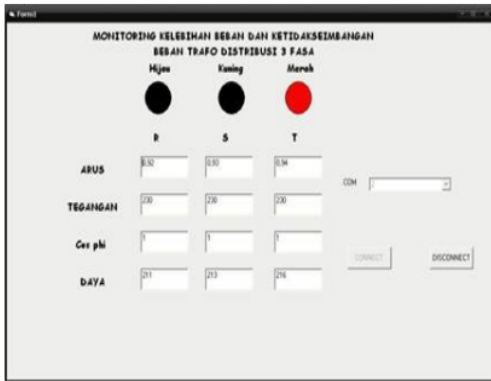 Form1
MONITORING KELEBIHAN BEBAN DAN KETIDAKSEIMBANGAN
BEBAN TRAFO DISTRIBUSI 3 FASA
Hijau Kuning Merah
R S T
ARUS 0,92 0,93 0,94
COM
TEGANGAN 230 230 230
Cos phi 1 1 1
CONNECT DISCONNECT
DAYA 211 213 216